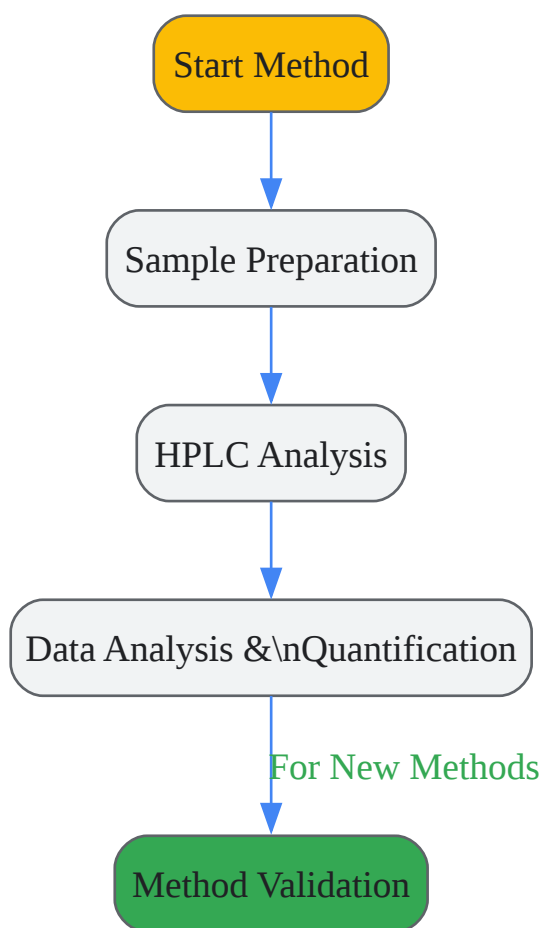 Start Method
Sample Preparation
HPLC Analysis
Data Analysis &\nQuantification
For New Methods
Method Validation